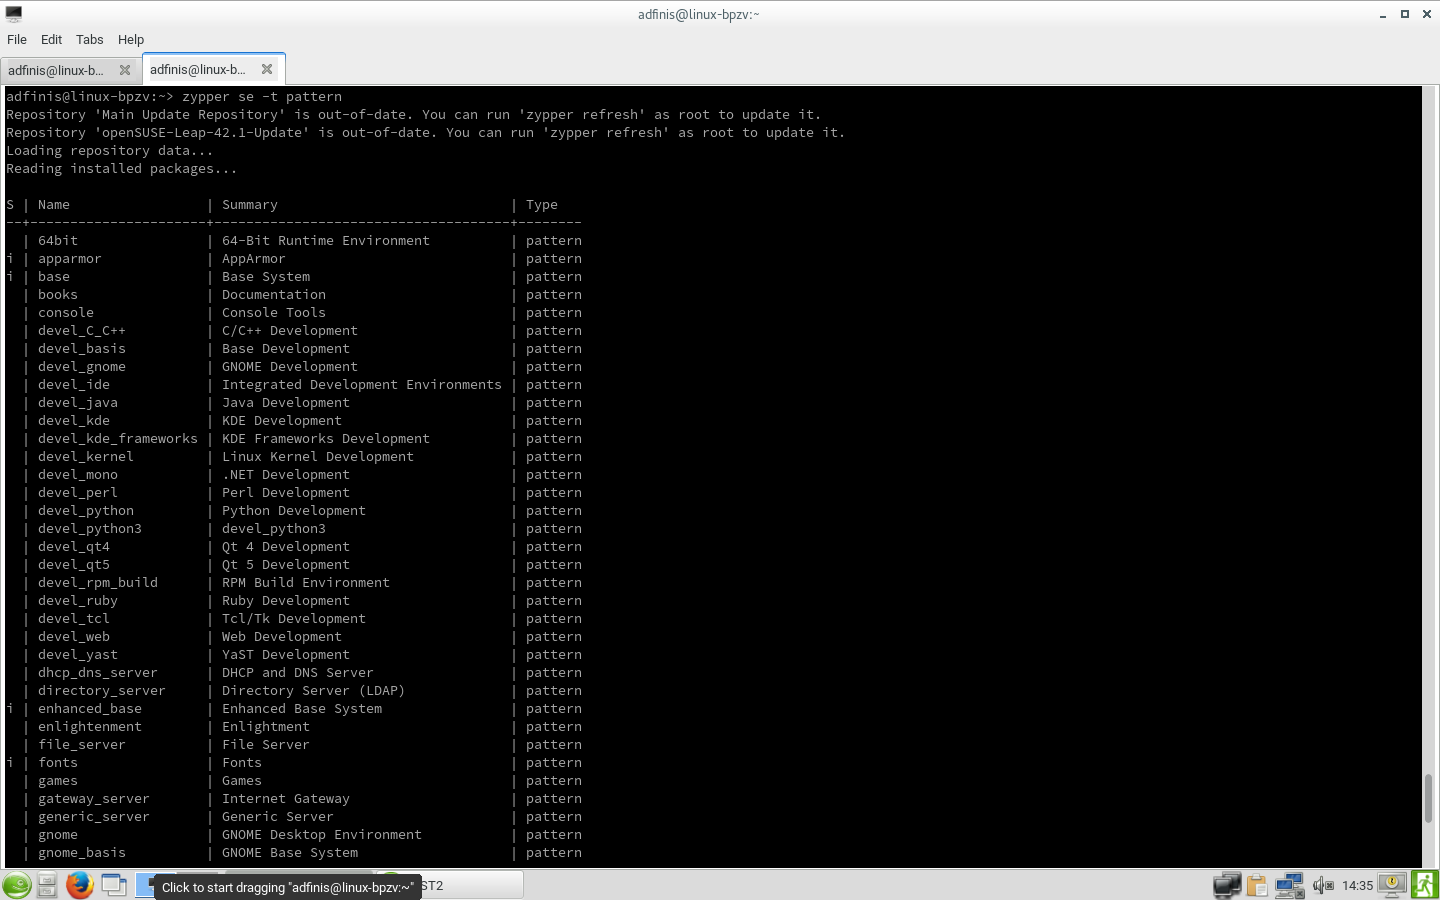 adfinis@linux-bpzv:~
File Edit Tabs Help
adfinis@linux-b... adfinis@linux-b...
adfinis@linux-bpzv:~> zypper se -t pattern
Repository 'Main Update Repository' is out-of-date. You can run 'zypper refresh' as root to update it.
Repository 'openSUSE-Leap-42.1-Update' is out-of-date. You can run 'zypper refresh' as root to update it.
Loading repository data...
Reading installed packages...
S | Name | Summary | Type
--+----------------------+-------------------------------------+--------
| 64bit | 64-Bit Runtime Environment | pattern
i | apparmor | AppArmor | pattern
i | base | Base System | pattern
| books | Documentation | pattern
| console | Console Tools | pattern
| devel_C_C++ | C/C++ Development | pattern
| devel_basis | Base Development | pattern
| devel_gnome | GNOME Development | pattern
| devel_ide | Integrated Development Environments | pattern
| devel_java | Java Development | pattern
| devel_kde | KDE Development | pattern
| devel_kde_frameworks | KDE Frameworks Development | pattern
| devel_kernel | Linux Kernel Development | pattern
| devel_mono | .NET Development | pattern
| devel_perl | Perl Development | pattern
| devel_python | Python Development | pattern
| devel_python3 | devel_python3 | pattern
| devel_qt4 | Qt 4 Development | pattern
| devel_qt5 | Qt 5 Development | pattern
| devel_rpm_build | RPM Build Environment | pattern
| devel_ruby | Ruby Development | pattern
| devel_tcl | Tcl/Tk Development | pattern
| devel_web | Web Development | pattern
| devel_yast | YaST Development | pattern
| dhcp_dns_server | DHCP and DNS Server | pattern
| directory_server | Directory Server (LDAP) | pattern
i | enhanced_base | Enhanced Base System | pattern
| enlightenment | Enlightment | pattern
| file_server | File Server | pattern
i | fonts | Fonts | pattern
| games | Games | pattern
| gateway_server | Internet Gateway | pattern
| generic_server | Generic Server | pattern
| gnome | GNOME Desktop Environment | pattern
| gnome_basis | GNOME Base System | pattern
Click to start dragging "adfinis@linux-bpzv:~" ST2 14:35